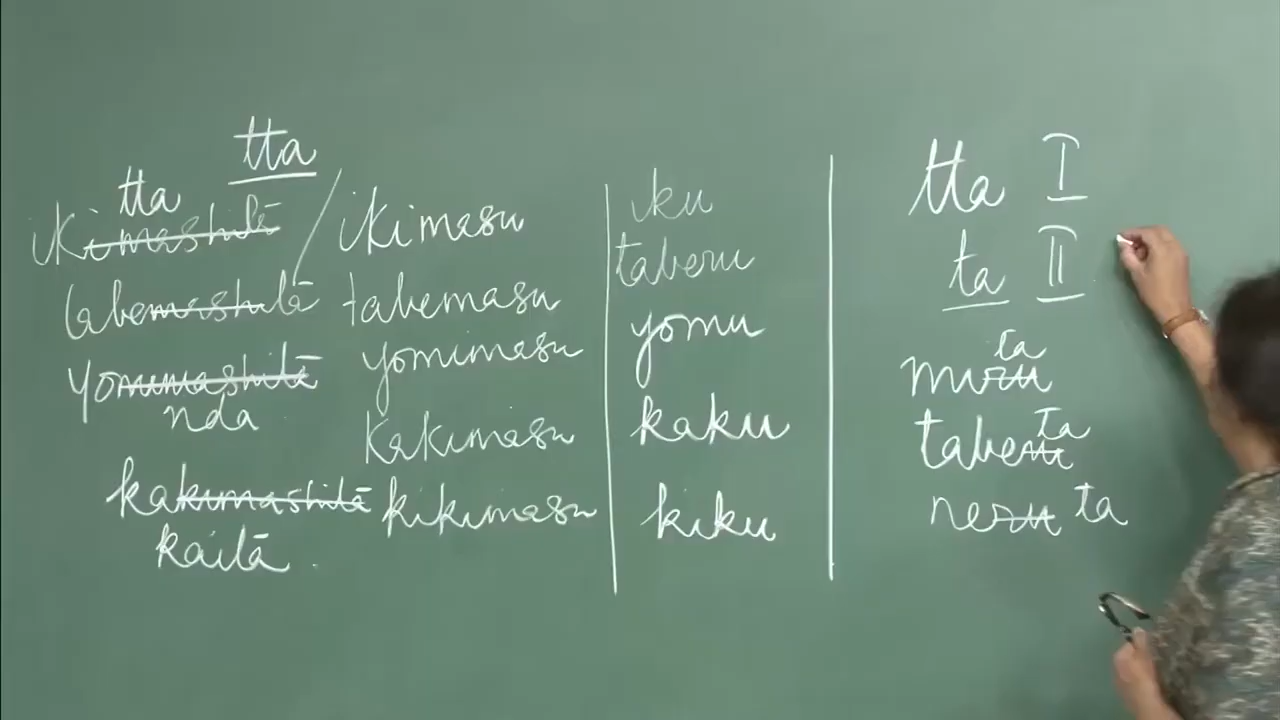 tta
tta
ikimashitā / ikimasu
tabemashitā tabemasu
yomimashitā yomimasu
nda
kakimasu
kakimashitā kikimasu
kaitā
iku
taberu
yomu
kaku
kiku
tta I
ta II
ta
miru
ta
taberu
neru ta